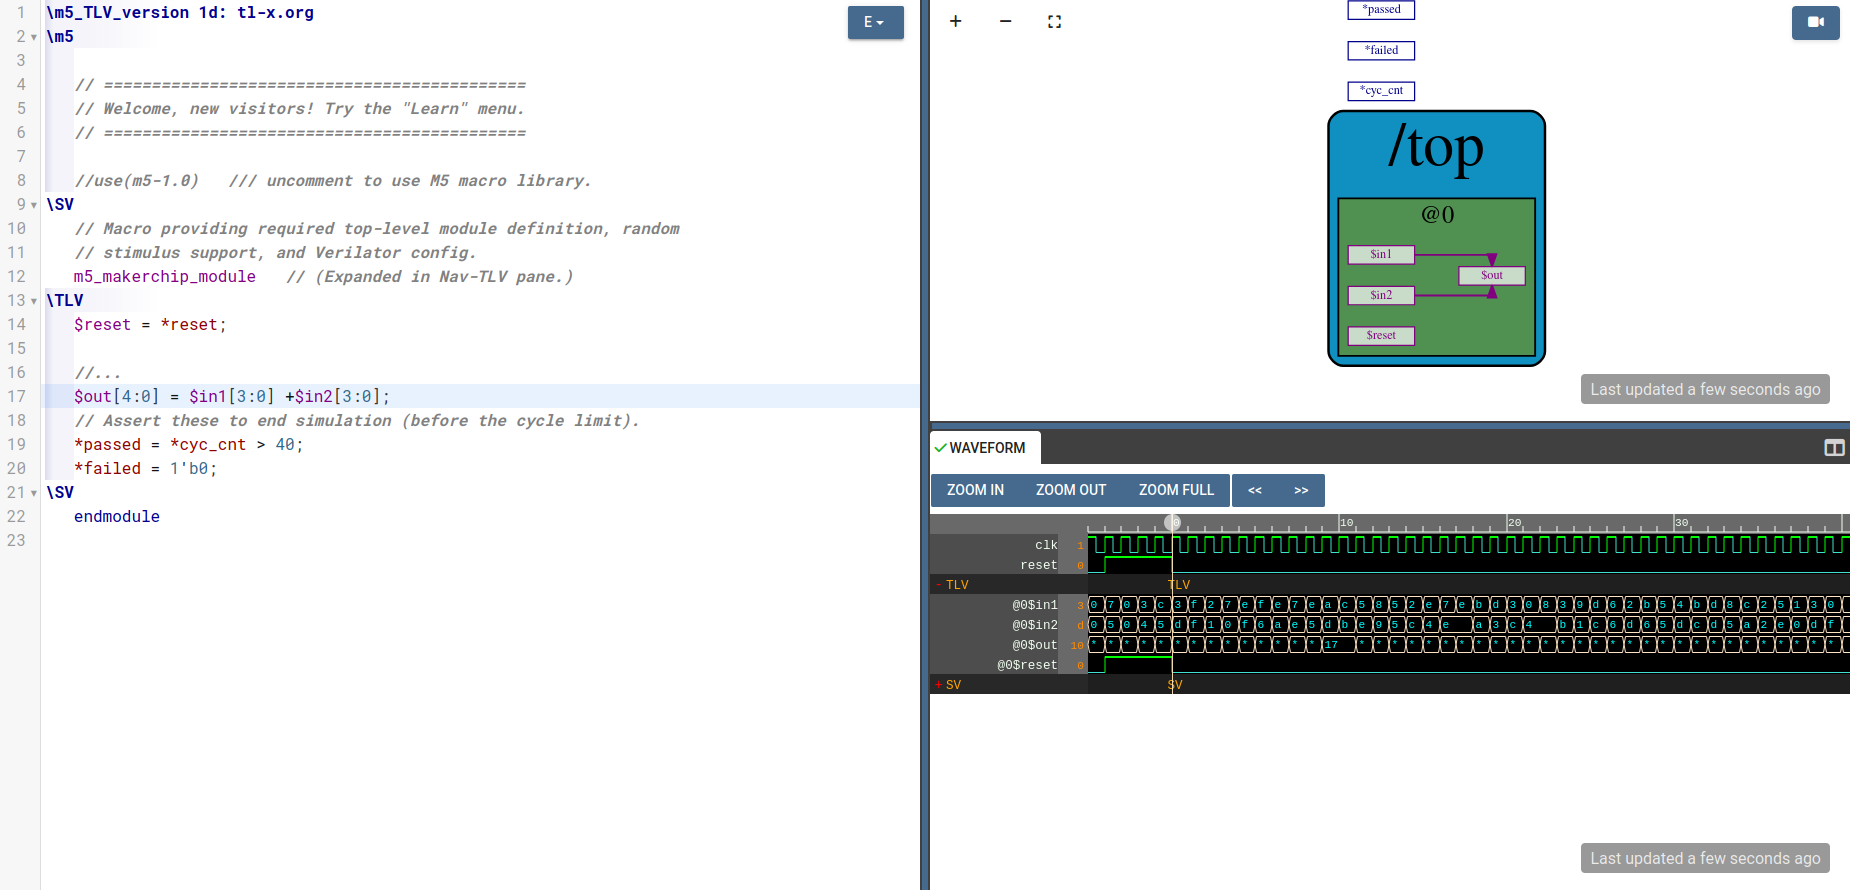 1 \m5_TLV_version 1d: tl-x.org
2 \m5
3
4 // ============================================
5 // Welcome, new visitors! Try the "Learn" menu.
6 // ============================================
7
8 //use(m5-1.0)   /// uncomment to use M5 macro library.
9 \SV
10 // Macro providing required top-level module definition, random
11 // stimulus support, and Verilator config.
12 m5_makerchip_module   // (Expanded in Nav-TLV pane.)
13 \TLV
14 $reset = *reset;
15
16 //...
17 $out[4:0] = $in1[3:0] +$in2[3:0];
18 // Assert these to end simulation (before the cycle limit).
19 *passed = *cyc_cnt > 40;
20 *failed = 1'b0;
21 \SV
22 endmodule
23
E
+ −
*passed
*failed
*cyc_cnt
/top
@0
$in1
$out
$in2
$reset
Last updated a few seconds ago
WAVEFORM
ZOOM IN ZOOM OUT ZOOM FULL << >>
0 10 20 30
clk 1
reset 0
- TLV TLV
@0$in1 3 0 7 0 3 c 3 f 2 7 e f e 7 e a c 5 8 5 2 e 7 e b d 3 0 8 3 9 d 6 2 b 5 4 b d 8 c 2 5 1 3 0
@0$in2 d 0 5 0 4 5 d f 1 0 f 6 a e 5 d b e 9 5 c 4 e a 3 c 4 b 1 c 6 d 6 5 d c d 5 a 2 e 0 d f
@0$out 10 * * * * * * * * * * * * * * 17 * * * * * * * * * * * * * * * * * * * * * * * * * * * * *
@0$reset 0
+ SV SV
Last updated a few seconds ago